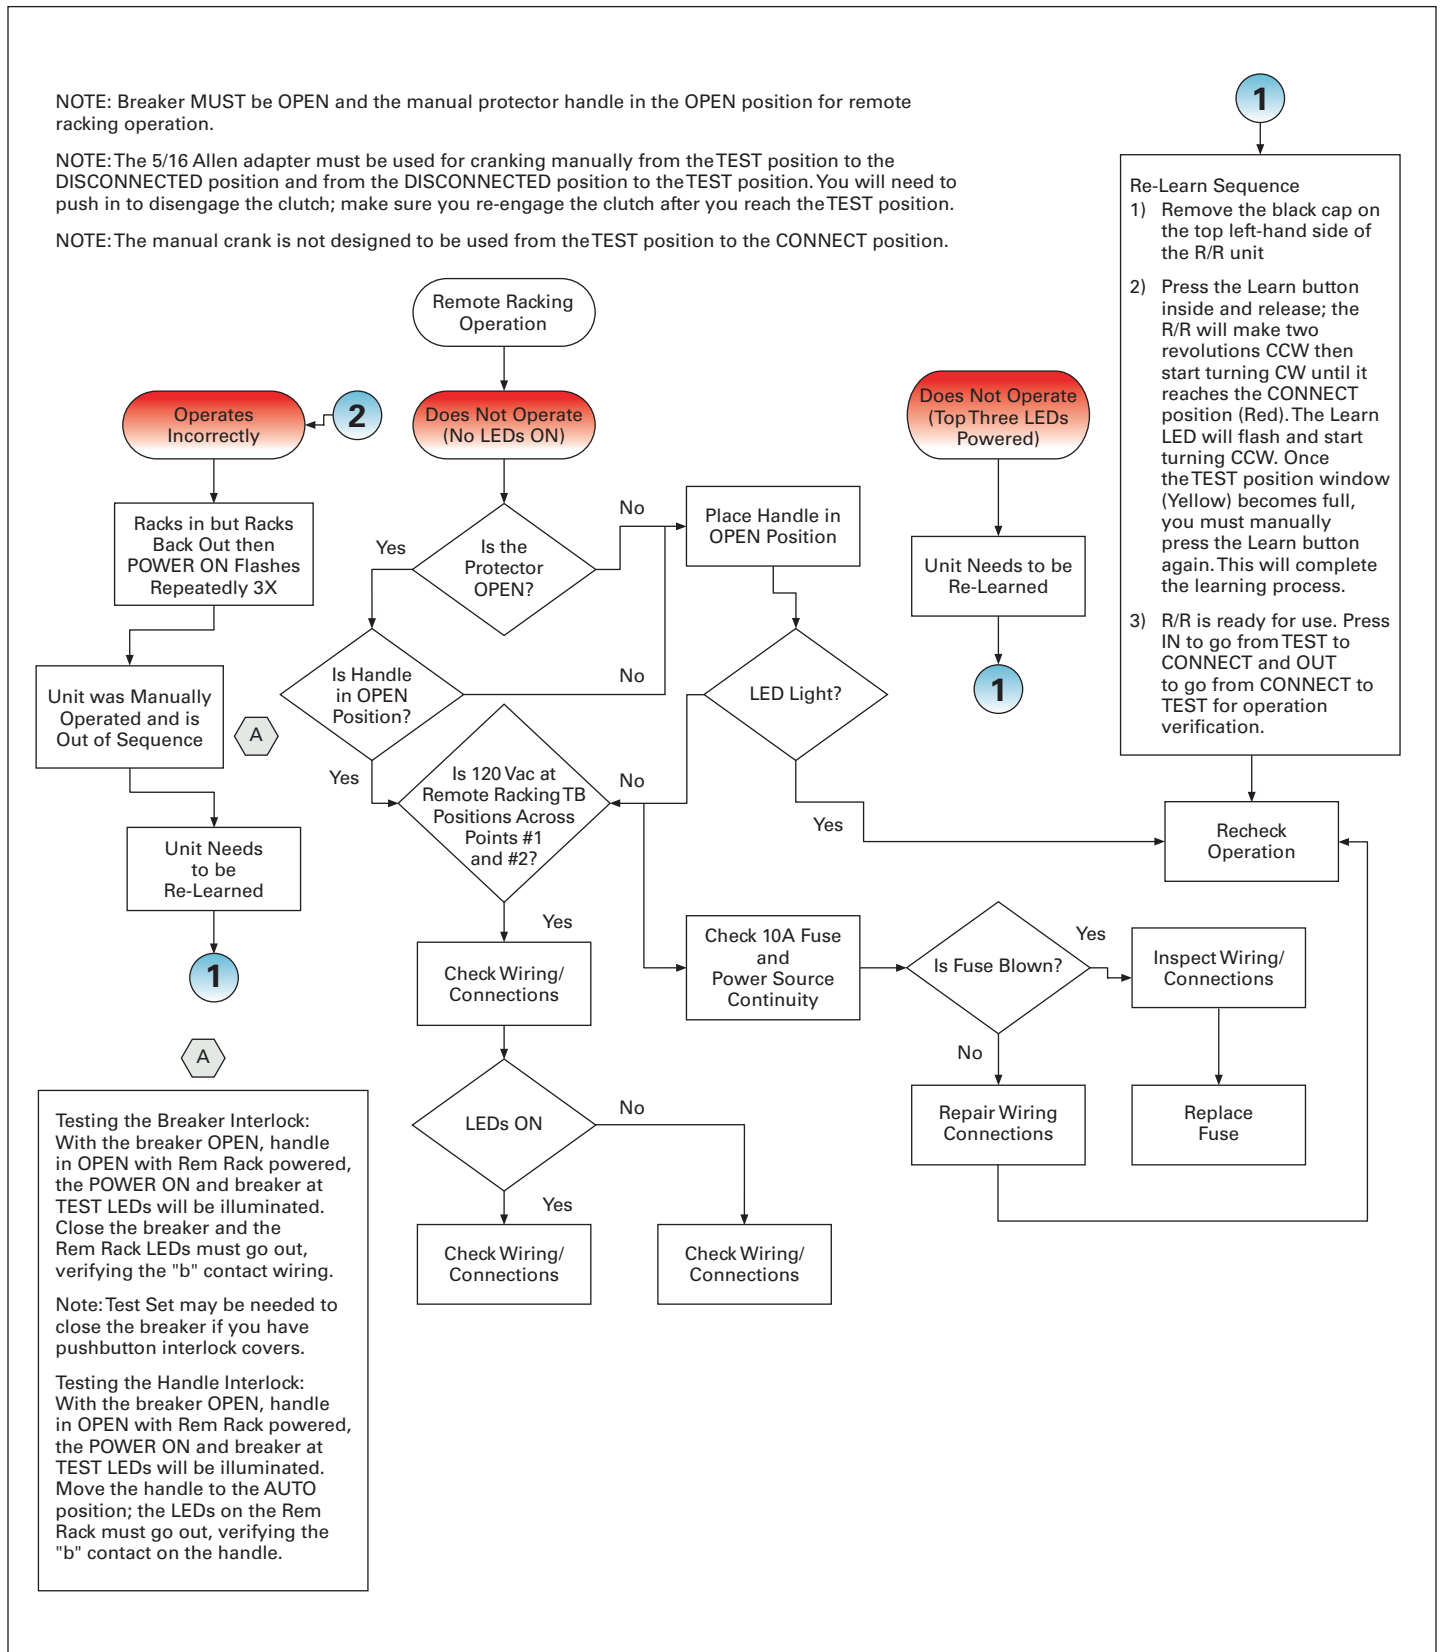 NOTE: Breaker MUST be OPEN and the manual protector handle in the OPEN position for remote
racking operation.
NOTE: The 5/16 Allen adapter must be used for cranking manually from the TEST position to the
DISCONNECTED position and from the DISCONNECTED position to the TEST position. You will need to
push in to disengage the clutch; make sure you re-engage the clutch after you reach the TEST position.
NOTE: The manual crank is not designed to be used from the TEST position to the CONNECT position.
1
Re-Learn Sequence
1) Remove the black cap on
the top left-hand side of
the R/R unit
2) Press the Learn button
inside and release; the
R/R will make two
revolutions CCW then
start turning CW until it
reaches the CONNECT
position (Red). The Learn
LED will flash and start
turning CCW. Once
the TEST position window
(Yellow) becomes full,
you must manually
press the Learn button
again. This will complete
the learning process.
3) R/R is ready for use. Press
IN to go from TEST to
CONNECT and OUT
to go from CONNECT to
TEST for operation
verification.
Remote Racking
Operation
Operates
Incorrectly
2
Does Not Operate
(No LEDs ON)
Does Not Operate
(Top Three LEDs
Powered)
Racks in but Racks
Back Out then
POWER ON Flashes
Repeatedly 3X
Yes
Is the
Protector
OPEN?
No
Place Handle in
OPEN Position
Unit Needs to be
Re-Learned
Unit was Manually
Operated and is
Out of Sequence
A
Is Handle
in OPEN
Position?
No
LED Light?
1
Yes
Is 120 Vac at
Remote Racking TB
Positions Across
Points #1
and #2?
No
Yes
Recheck
Operation
Unit Needs
to be
Re-Learned
Yes
1
Check Wiring/
Connections
Check 10A Fuse
and
Power Source
Continuity
Is Fuse Blown?
Yes
Inspect Wiring/
Connections
No
A
LEDs ON
No
Repair Wiring
Connections
Replace
Fuse
Yes
Check Wiring/
Connections
Check Wiring/
Connections
Testing the Breaker Interlock:
With the breaker OPEN, handle
in OPEN with Rem Rack powered,
the POWER ON and breaker at
TEST LEDs will be illuminated.
Close the breaker and the
Rem Rack LEDs must go out,
verifying the "b" contact wiring.
Note: Test Set may be needed to
close the breaker if you have
pushbutton interlock covers.
Testing the Handle Interlock:
With the breaker OPEN, handle
in OPEN with Rem Rack powered,
the POWER ON and breaker at
TEST LEDs will be illuminated.
Move the handle to the AUTO
position; the LEDs on the Rem
Rack must go out, verifying the
"b" contact on the handle.